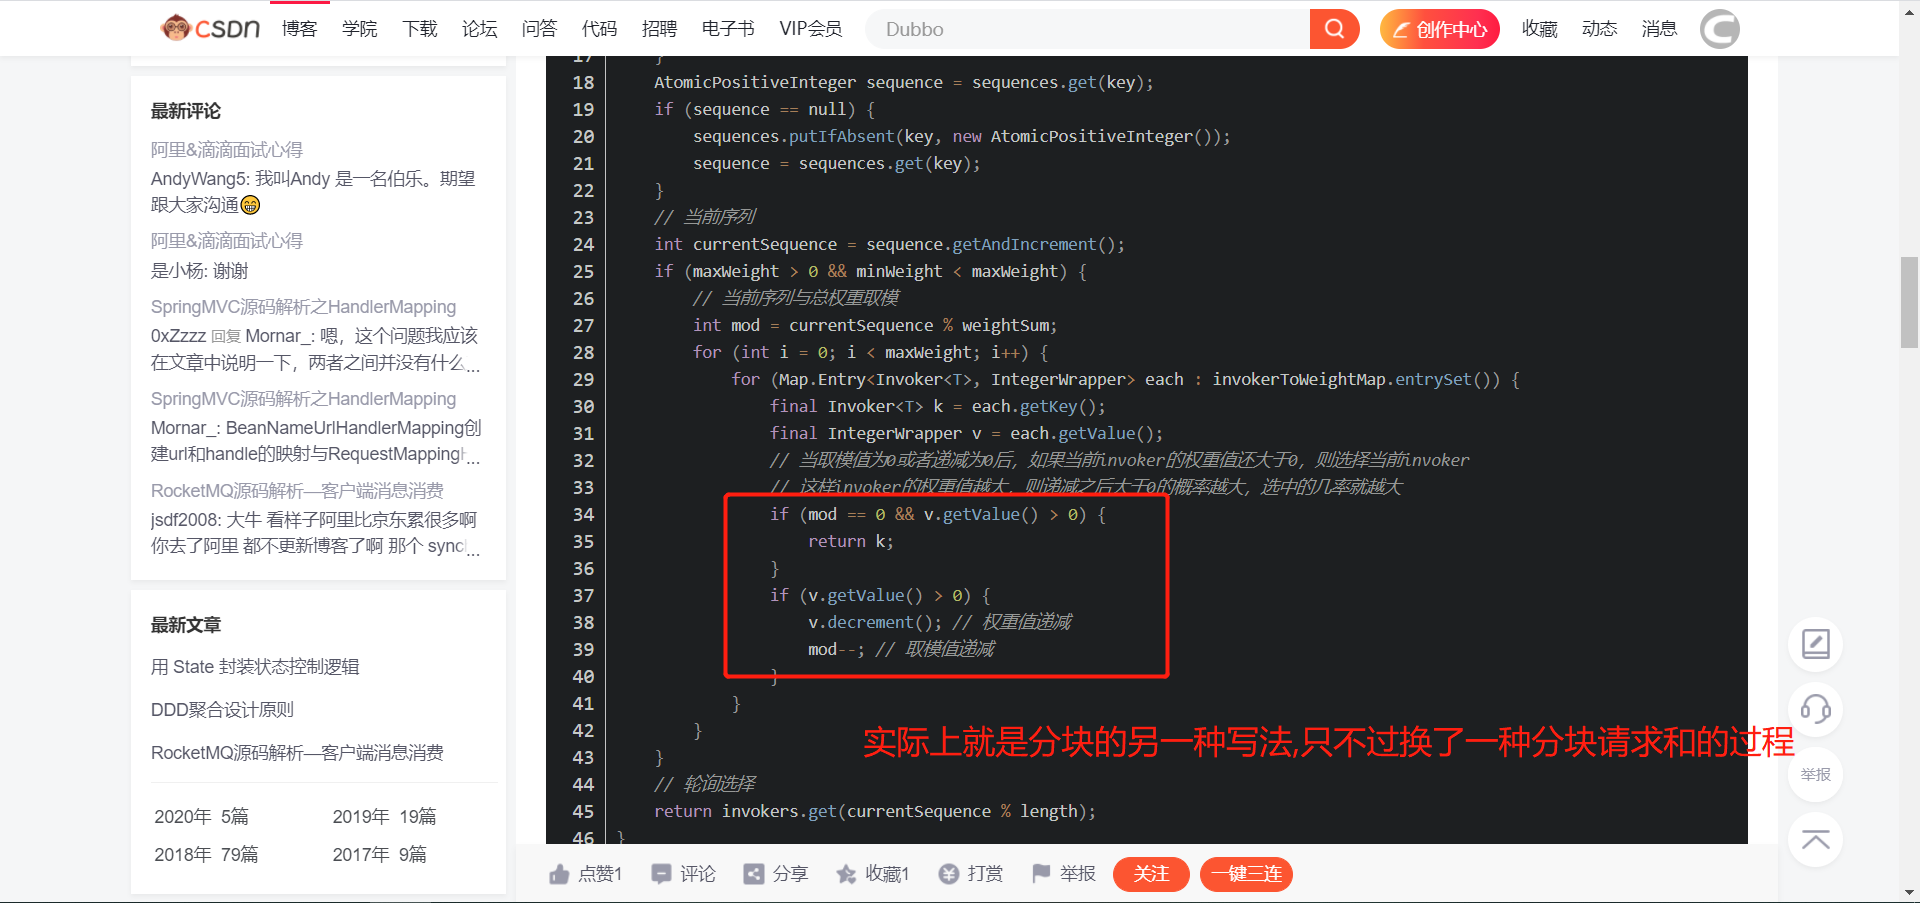 CSDN 博客 学院 下载 论坛 问答 代码 招聘 电子书 VIP会员 Dubbo 创作中心 收藏 动态 消息
最新评论
阿里&滴滴面试心得
AndyWang5: 我叫Andy 是一名伯乐。期望
跟大家沟通😁
阿里&滴滴面试心得
是小杨: 谢谢
SpringMVC源码解析之HandlerMapping
0xZzzz 回复 Mornar_: 嗯，这个问题我应该
在文章中说明一下，两者之间并没有什么...
SpringMVC源码解析之HandlerMapping
Mornar_: BeanNameUrlHandlerMapping创
建url和handle的映射与RequestMapping...
RocketMQ源码解析—客户端消息消费
jsdf2008: 大牛 看样子阿里比京东累很多啊
你去了阿里 都不更新博客了啊 那个 sync...
最新文章
用 State 封装状态控制逻辑
DDD聚合设计原则
RocketMQ源码解析—客户端消息消费
2020年 5篇 2019年 19篇
2018年 79篇 2017年 9篇
17 }
18 AtomicPositiveInteger sequence = sequences.get(key);
19 if (sequence == null) {
20 sequences.putIfAbsent(key, new AtomicPositiveInteger());
21 sequence = sequences.get(key);
22 }
23 // 当前序列
24 int currentSequence = sequence.getAndIncrement();
25 if (maxWeight > 0 && minWeight < maxWeight) {
26 // 当前序列与总权重取模
27 int mod = currentSequence % weightSum;
28 for (int i = 0; i < maxWeight; i++) {
29 for (Map.Entry<Invoker<T>, IntegerWrapper> each : invokerToWeightMap.entrySet()) {
30 final Invoker<T> k = each.getKey();
31 final IntegerWrapper v = each.getValue();
32 // 当取模值为0或者递减为0后，如果当前invoker的权重值还大于0，则选择当前invoker
33 // 这样invoker的权重值越大，则递减之后大于0的概率越大，选中的几率就越大
34 if (mod == 0 && v.getValue() > 0) {
35 return k;
36 }
37 if (v.getValue() > 0) {
38 v.decrement(); // 权重值递减
39 mod--; // 取模值递减
40 }
41 }
42 }
43 }
实际上就是分块的另一种写法,只不过换了一种分块请求和的过程
44 // 轮询选择
45 return invokers.get(currentSequence % length);
46 }
举报
点赞1 评论 分享 收藏1 打赏 举报 关注 一键三连